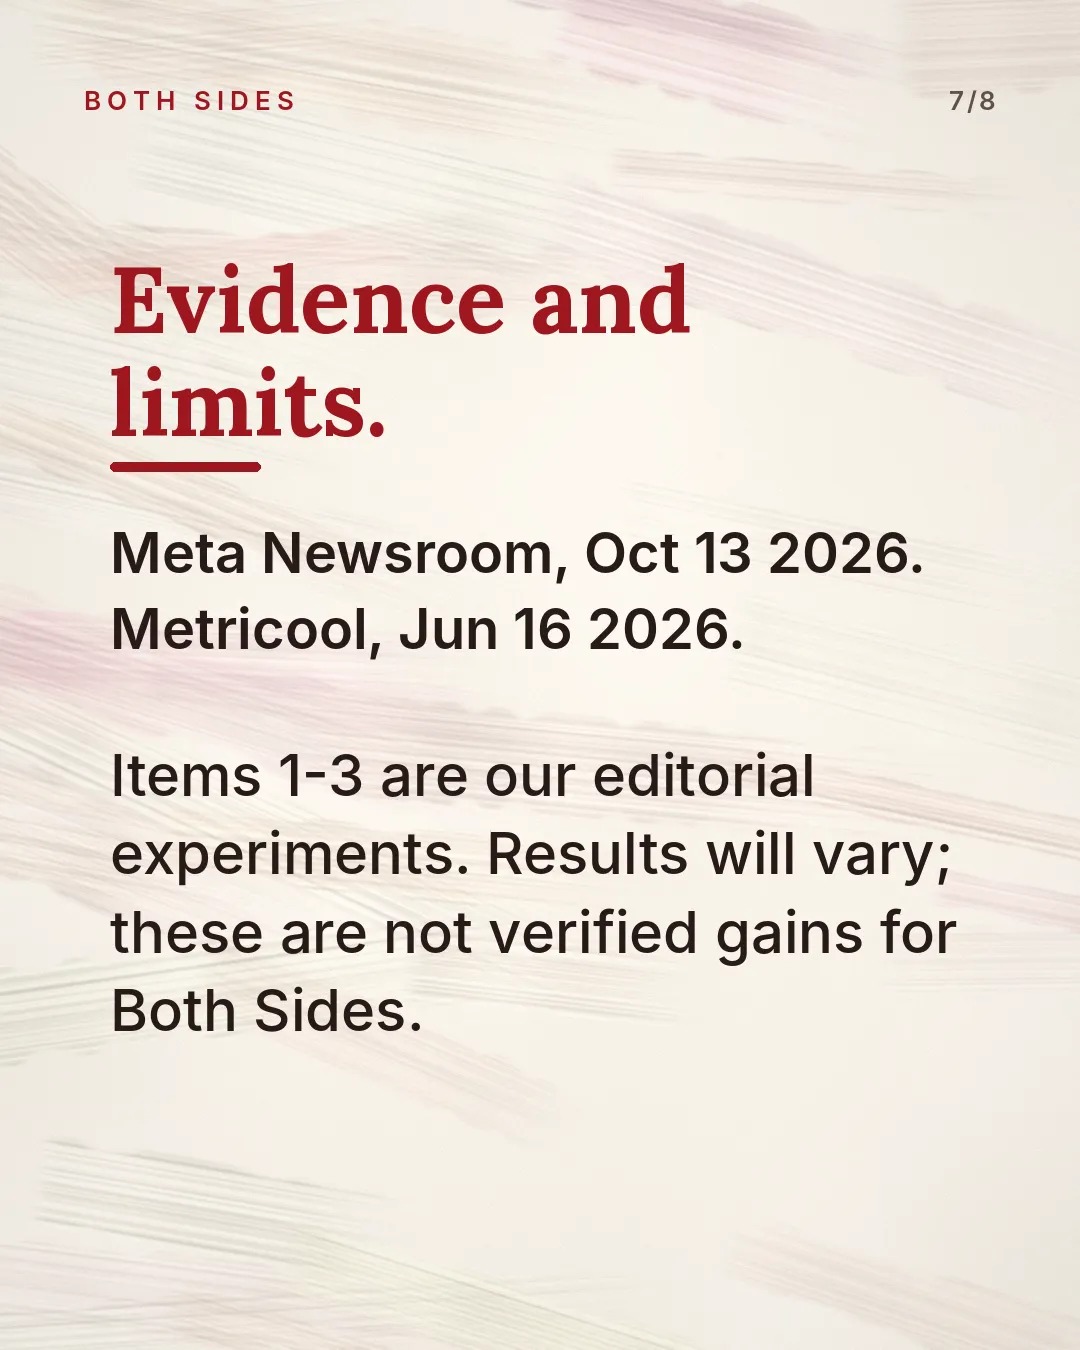 BOTH SIDES
7/8
Evidence and
limits.
Meta Newsroom, Oct 13 2026.
Metricool, Jun 16 2026.
Items 1-3 are our editorial
experiments. Results will vary;
these are not verified gains for
Both Sides.